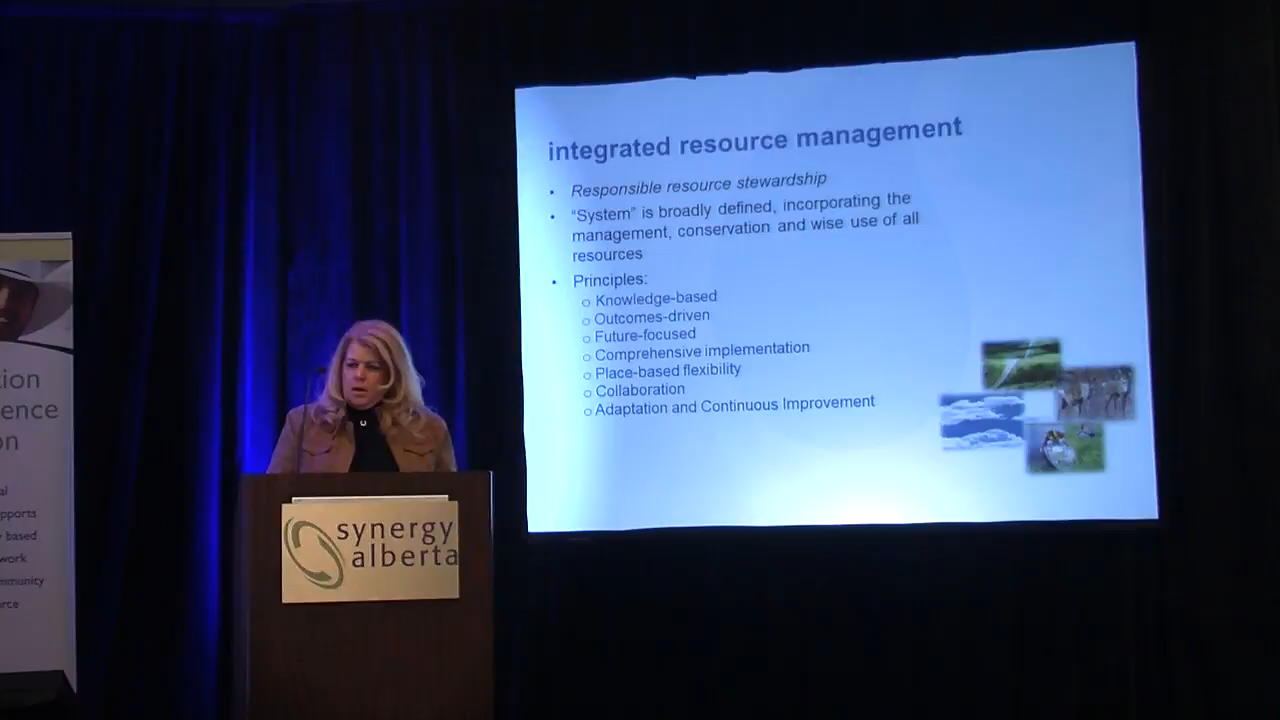 integrated resource management
• Responsible resource stewardship
• “System” is broadly defined, incorporating the
management, conservation and wise use of all
resources
• Principles:
o Knowledge-based
o Outcomes-driven
o Future-focused
o Comprehensive implementation
o Place-based flexibility
o Collaboration
o Adaptation and Continuous Improvement
synergy
alberta
tion
ence
on
al
pports
based
work
mmunity
rce